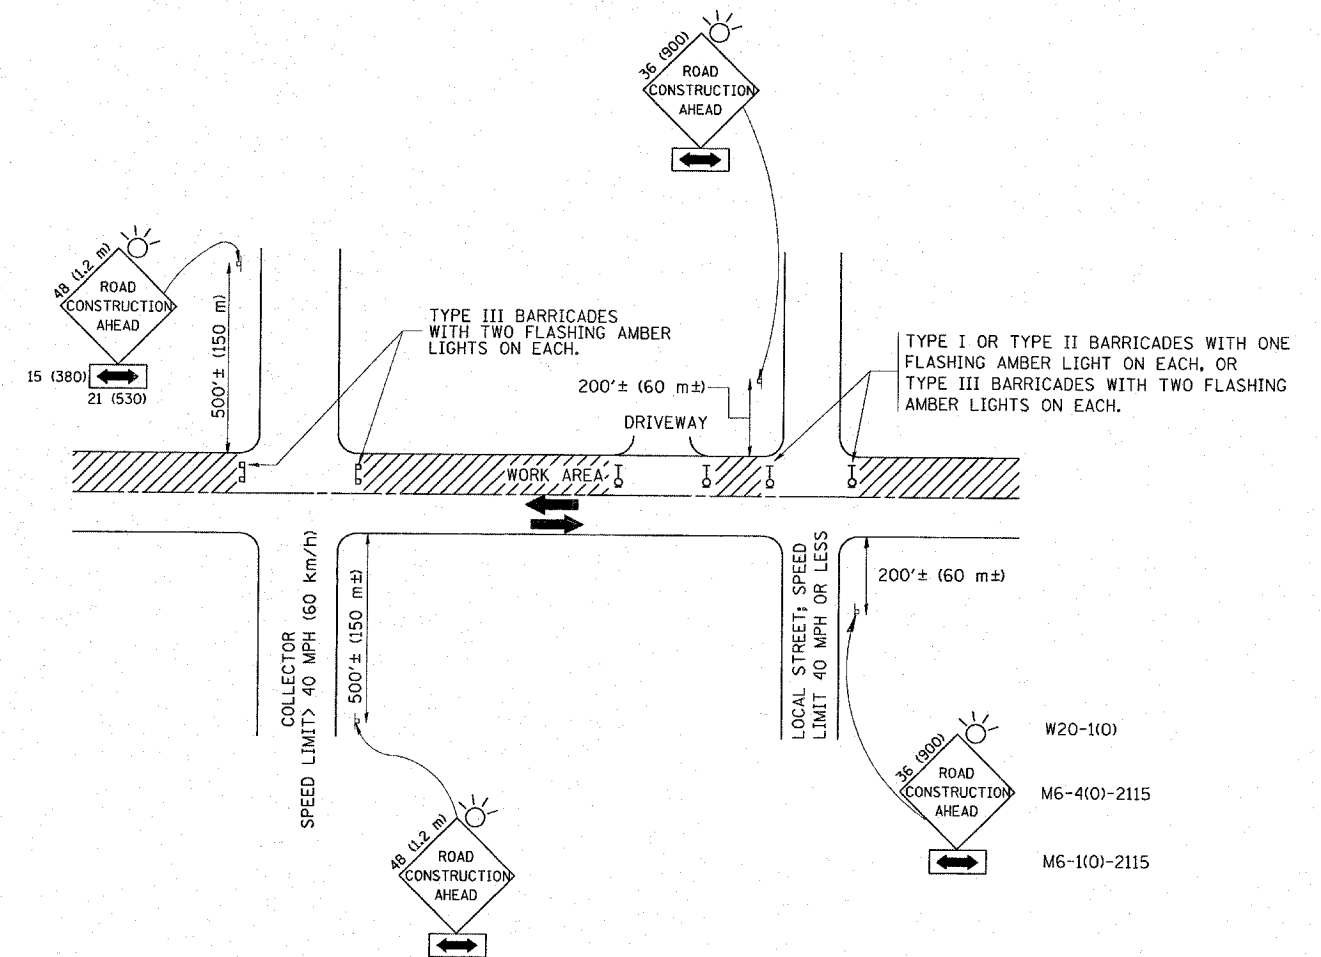 36 (900)
ROAD
CONSTRUCTION
AHEAD
48 (1.2 m)
ROAD
CONSTRUCTION
AHEAD
15 (380)
21 (530)
500'± (150 m)
TYPE III BARRICADES
WITH TWO FLASHING AMBER
LIGHTS ON EACH.
200'± (60 m±)
DRIVEWAY
TYPE I OR TYPE II BARRICADES WITH ONE
FLASHING AMBER LIGHT ON EACH, OR
TYPE III BARRICADES WITH TWO FLASHING
AMBER LIGHTS ON EACH.
WORK AREA
COLLECTOR
SPEED LIMIT> 40 MPH (60 km/h)
500'± (150 m±)
LOCAL STREET; SPEED
LIMIT 40 MPH OR LESS
200'± (60 m±)
48 (1.2 m)
ROAD
CONSTRUCTION
AHEAD
36 (900)
ROAD
CONSTRUCTION
AHEAD
W20-1(O)
M6-4(O)-2115
M6-1(O)-2115